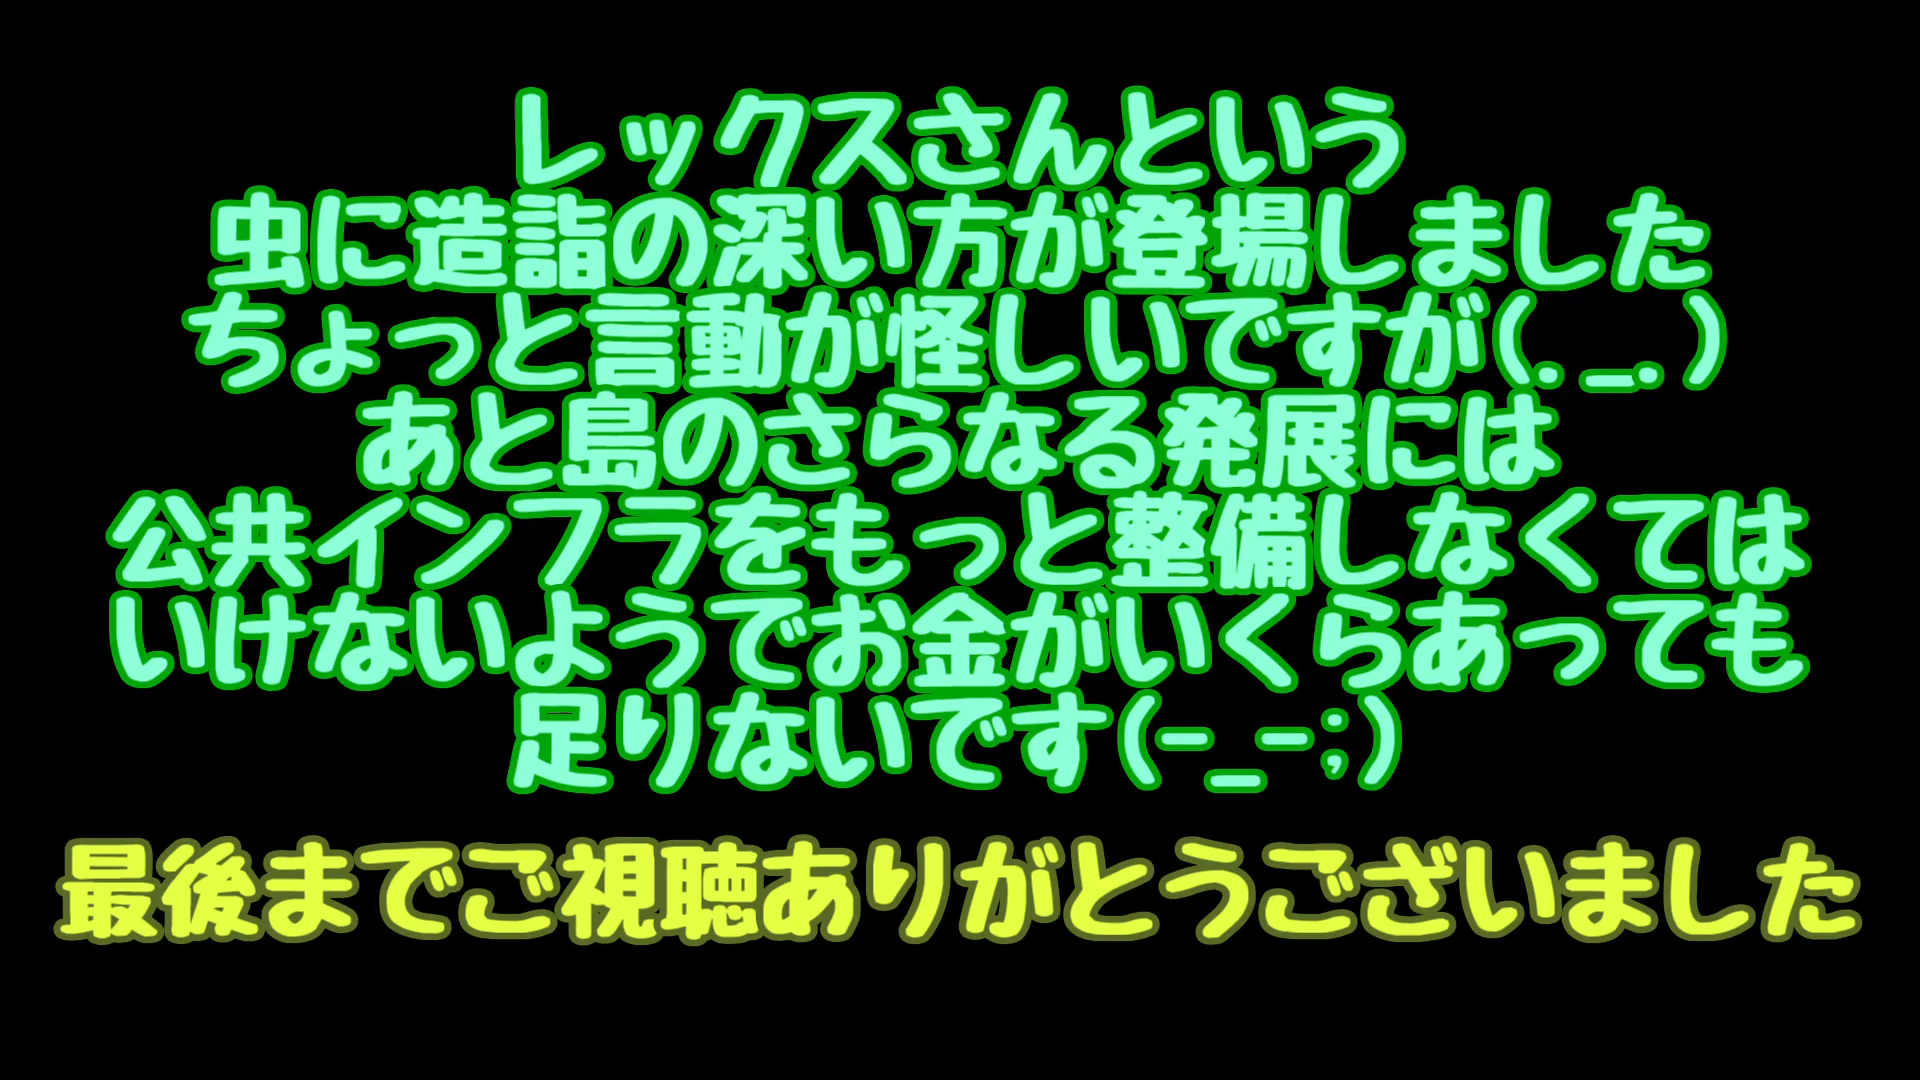 レックスさんという
虫に造詣の深い方が登場しました
ちょっと言動が怪しいですが(._.)
あと島のさらなる発展には
公共インフラをもっと整備しなくては
いけないようでお金がいくらあっても
足りないです(-_-;)
最後までご視聴ありがとうございました